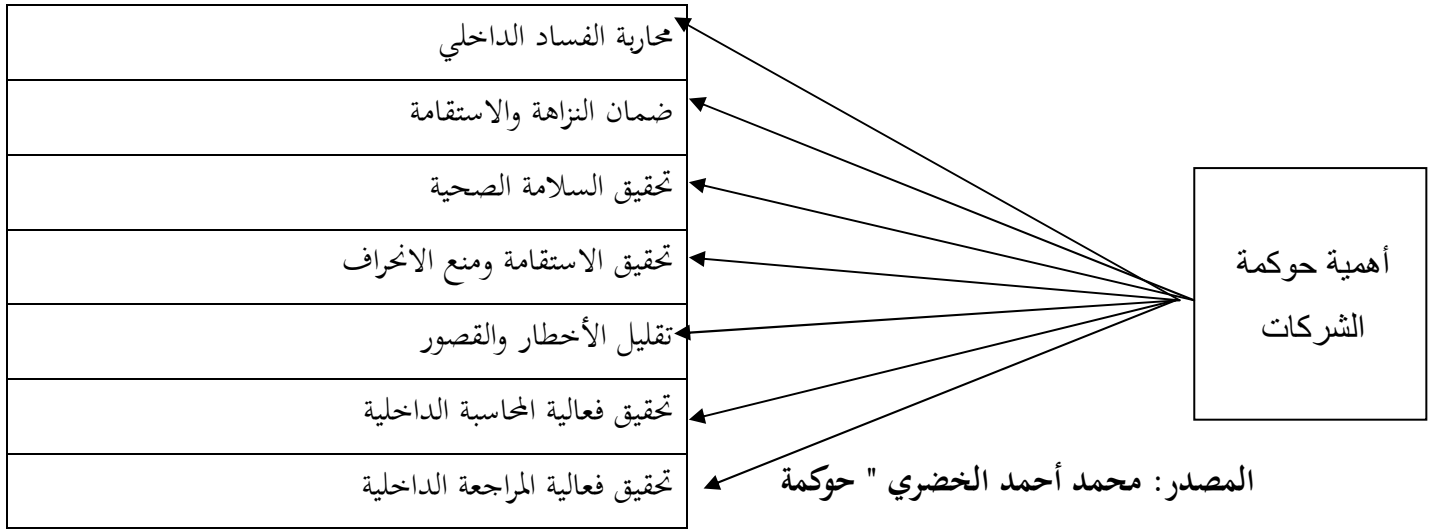 محاربة الفساد الداخلي
ضمان النزاهة والاستقامة
تحقيق السلامة الصحية
تحقيق الاستقامة ومنع الانحراف
تقليل الأخطار والقصور
تحقيق فعالية المحاسبة الداخلية
تحقيق فعالية المراجعة الداخلية
أهمية حوكمة
الشركات
المصدر: محمد أحمد الخضري " حوكمة